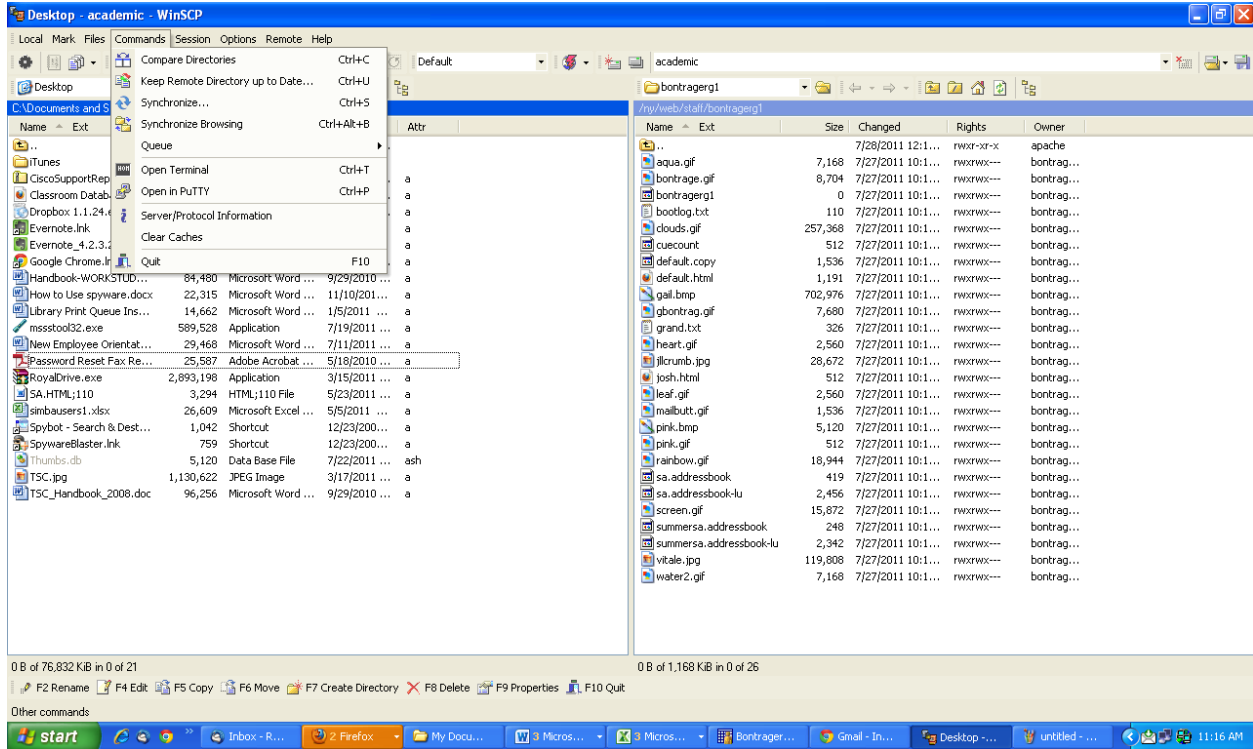 Desktop - academic - WinSCP
Local Mark Files Commands Session Options Remote Help
Default academic
Desktop bontragerg1
C:\Documents and S /ny/web/staff/bontragerg1
Compare Directories Ctrl+C
Keep Remote Directory up to Date... Ctrl+U
Synchronize... Ctrl+S
Synchronize Browsing Ctrl+Alt+B
Queue
Open Terminal Ctrl+T
Open in PuTTY Ctrl+P
Server/Protocol Information
Clear Caches
Quit F10
Name Ext Attr
..
iTunes
CiscoSupportRep a
Classroom Datab a
Dropbox 1.1.24.e a
Evernote.lnk a
Evernote_4.2.3.2 a
Google Chrome.ln a
Handbook-WORKSTUD... 84,480 Microsoft Word ... 9/29/2010 ... a
How to Use spyware.docx 22,315 Microsoft Word ... 11/10/201... a
Library Print Queue Ins... 14,662 Microsoft Word ... 1/5/2011 ... a
mssstool32.exe 589,528 Application 7/19/2011 ... a
New Employee Orientat... 29,468 Microsoft Word ... 7/11/2011 ... a
Password Reset Fax Re... 25,587 Adobe Acrobat ... 5/18/2010 ... a
RoyalDrive.exe 2,893,198 Application 3/15/2011 ... a
SA.HTML;110 3,294 HTML;110 File 5/23/2011 ... a
simbausers1.xlsx 26,609 Microsoft Excel ... 5/5/2011 ... a
Spybot - Search & Dest... 1,042 Shortcut 12/23/200... a
SpywareBlaster.lnk 759 Shortcut 12/23/200... a
Thumbs.db 5,120 Data Base File 7/22/2011 ... ash
TSC.jpg 1,130,622 JPEG Image 3/17/2011 ... a
TSC_Handbook_2008.doc 96,256 Microsoft Word ... 9/29/2010 ... a
Name Ext Size Changed Rights Owner
.. 7/28/2011 12:1... rwxr-xr-x apache
aqua.gif 7,168 7/27/2011 10:1... rwxrwx--- bontrag...
bontrage.gif 8,704 7/27/2011 10:1... rwxrwx--- bontrag...
bontragerg1 0 7/27/2011 10:1... rwxrwx--- bontrag...
bootlog.txt 110 7/27/2011 10:1... rwxrwx--- bontrag...
clouds.gif 257,368 7/27/2011 10:1... rwxrwx--- bontrag...
cuecount 512 7/27/2011 10:1... rwxrwx--- bontrag...
default.copy 1,536 7/27/2011 10:1... rwxrwx--- bontrag...
default.html 1,191 7/27/2011 10:1... rwxrwx--- bontrag...
gail.bmp 702,976 7/27/2011 10:1... rwxrwx--- bontrag...
gbontrag.gif 7,680 7/27/2011 10:1... rwxrwx--- bontrag...
grand.txt 326 7/27/2011 10:1... rwxrwx--- bontrag...
heart.gif 2,560 7/27/2011 10:1... rwxrwx--- bontrag...
jllcrumb.jpg 28,672 7/27/2011 10:1... rwxrwx--- bontrag...
josh.html 512 7/27/2011 10:1... rwxrwx--- bontrag...
leaf.gif 2,560 7/27/2011 10:1... rwxrwx--- bontrag...
mailbutt.gif 1,536 7/27/2011 10:1... rwxrwx--- bontrag...
pink.bmp 5,120 7/27/2011 10:1... rwxrwx--- bontrag...
pink.gif 512 7/27/2011 10:1... rwxrwx--- bontrag...
rainbow.gif 18,944 7/27/2011 10:1... rwxrwx--- bontrag...
sa.addressbook 419 7/27/2011 10:1... rwxrwx--- bontrag...
sa.addressbook-lu 2,456 7/27/2011 10:1... rwxrwx--- bontrag...
screen.gif 15,872 7/27/2011 10:1... rwxrwx--- bontrag...
summersa.addressbook 248 7/27/2011 10:1... rwxrwx--- bontrag...
summersa.addressbook-lu 2,342 7/27/2011 10:1... rwxrwx--- bontrag...
vitale.jpg 119,808 7/27/2011 10:1... rwxrwx--- bontrag...
water2.gif 7,168 7/27/2011 10:1... rwxrwx--- bontrag...
0 B of 76,832 KiB in 0 of 21 0 B of 1,168 KiB in 0 of 26
F2 Rename F4 Edit F5 Copy F6 Move F7 Create Directory F8 Delete F9 Properties F10 Quit
Other commands
start Inbox - R... 2 Firefox My Docu... 3 Micros... 3 Micros... Bontrager... Gmail - In... Desktop -... untitled - ... 11:16 AM